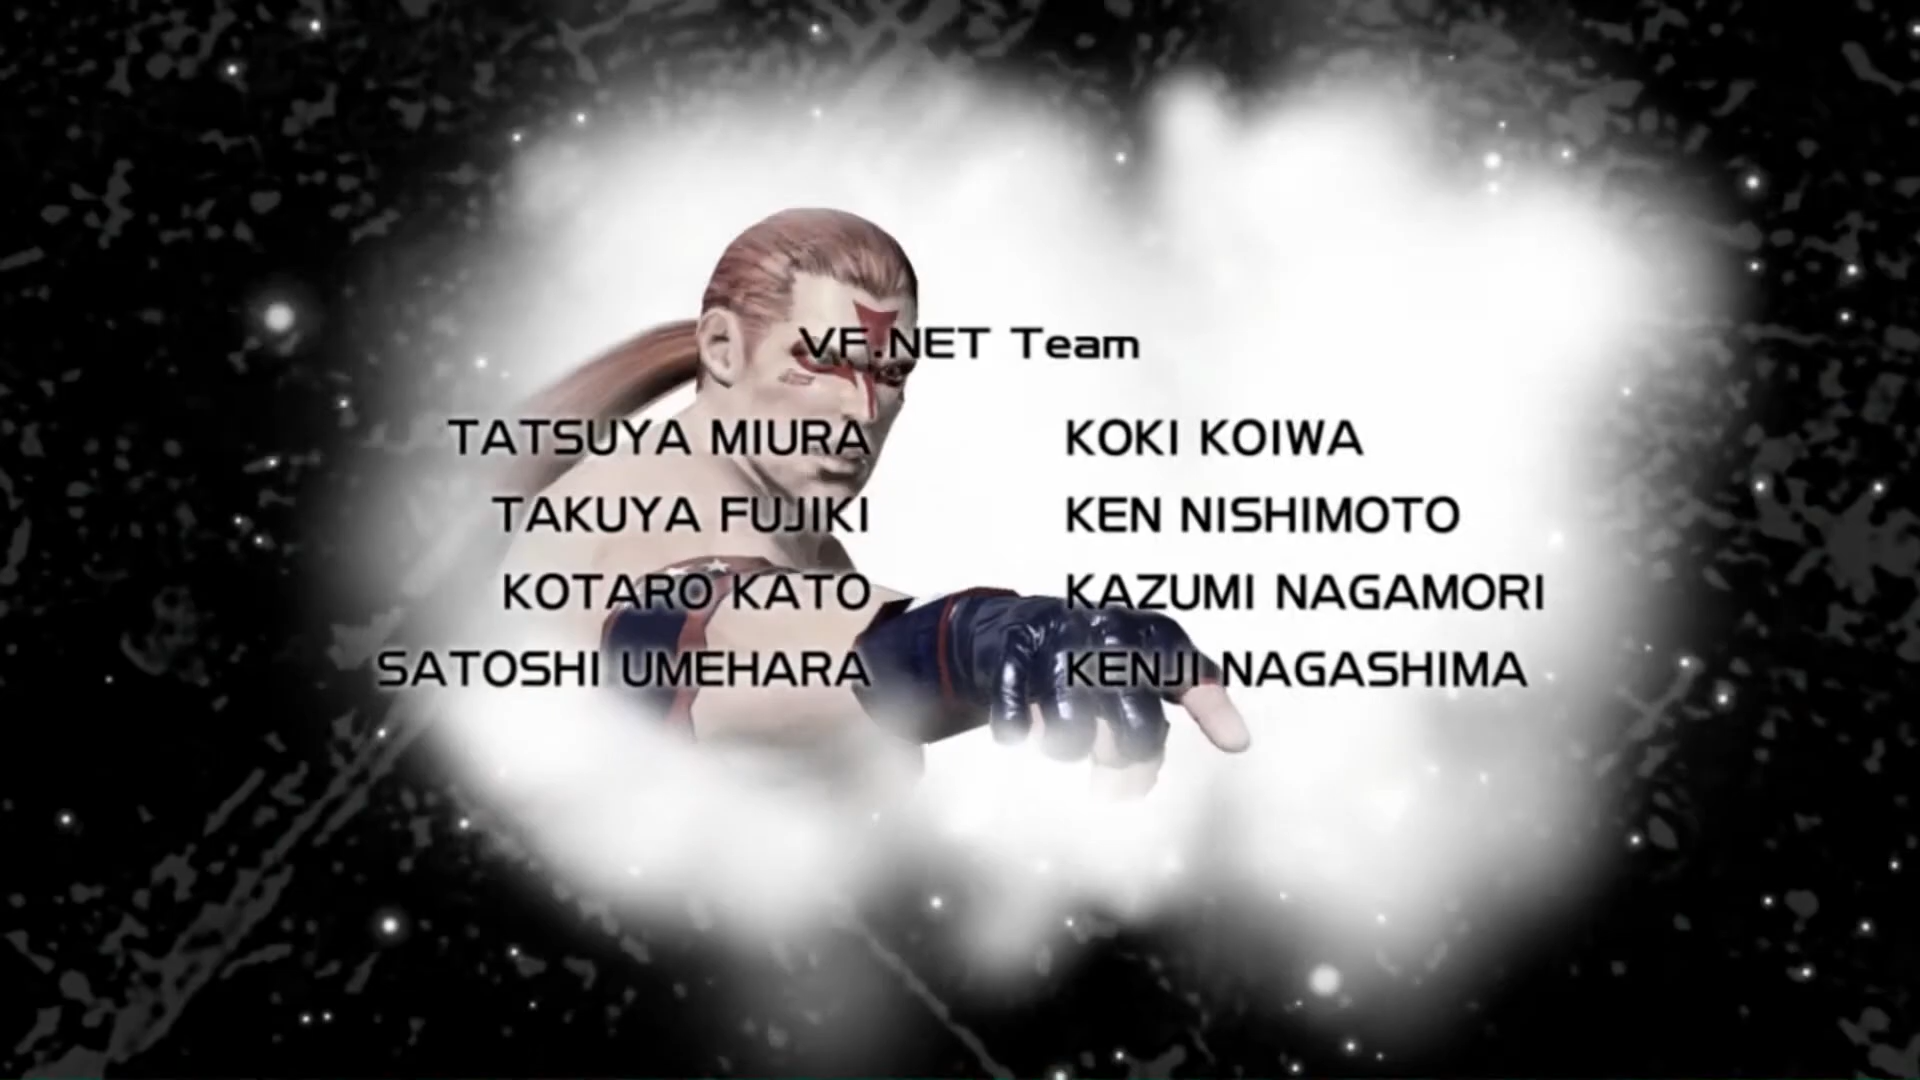 VF.NET Team
TATSUYA MIURA KOKI KOIWA
TAKUYA FUJIKI KEN NISHIMOTO
KOTARO KATO KAZUMI NAGAMORI
SATOSHI UMEHARA KENJI NAGASHIMA